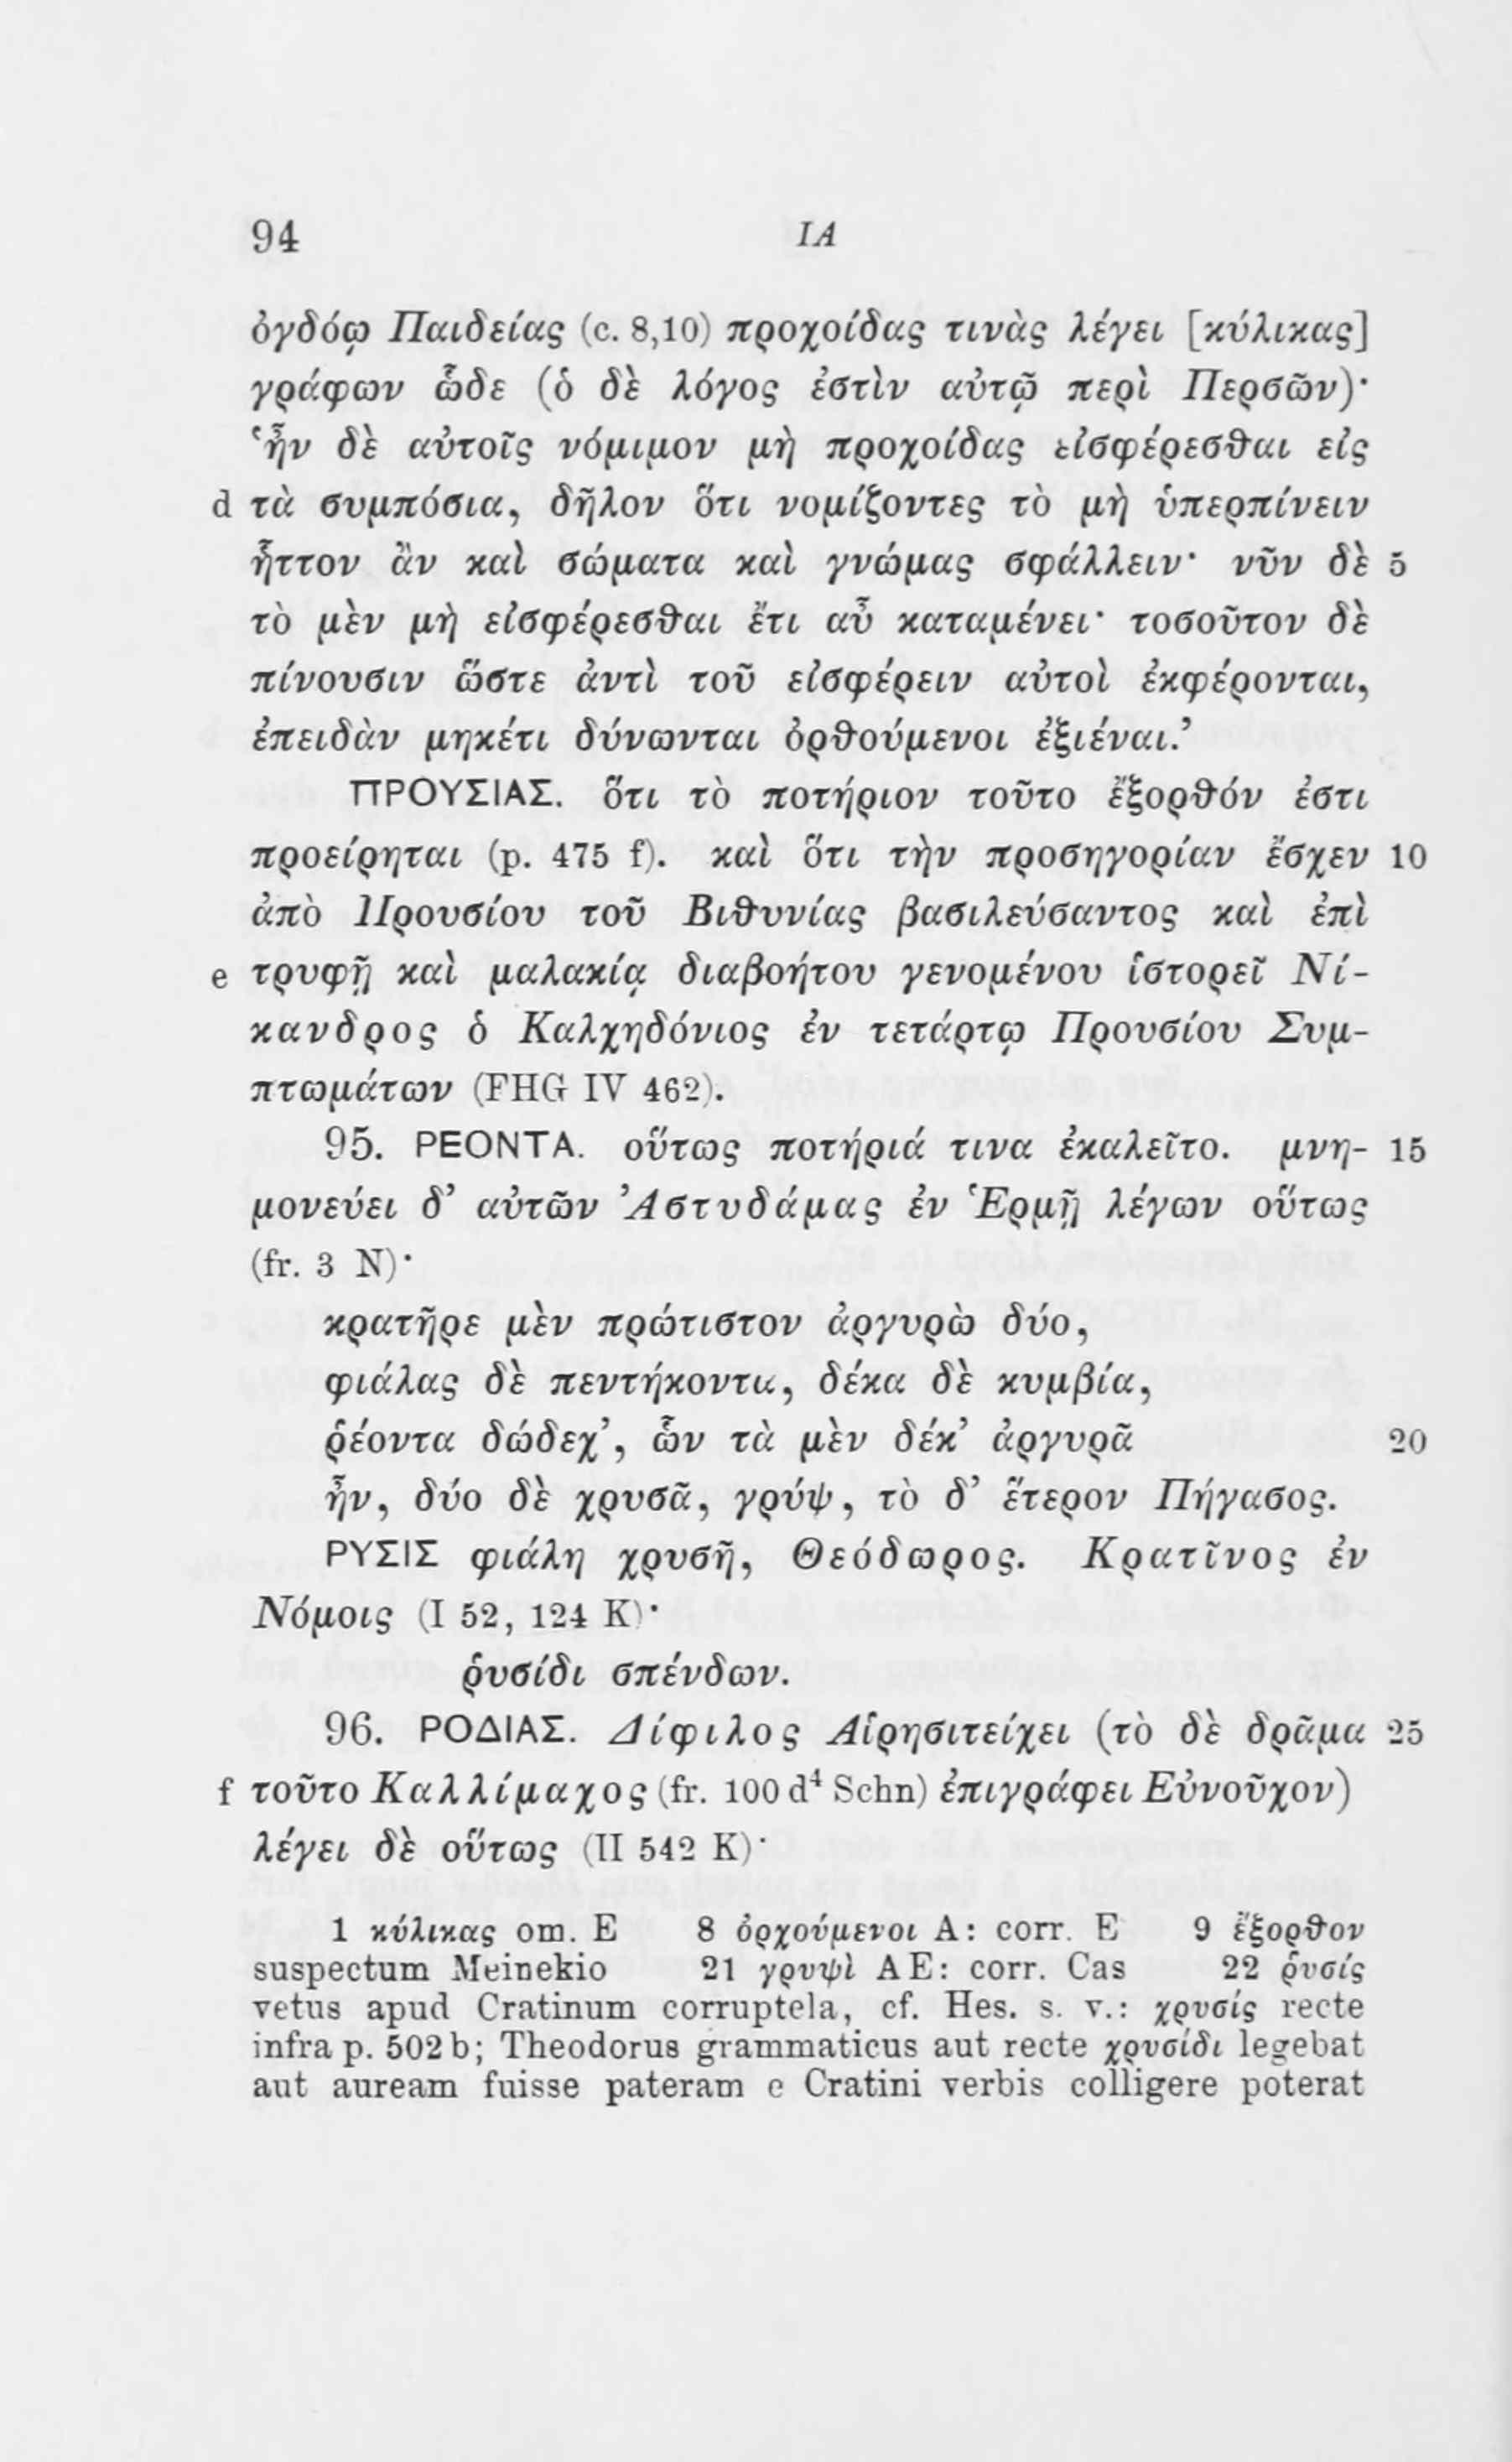 94 ΙΑ
ὀγδόῳ Παιδείας (c. 8,10) προχοίδας τινὰς λέγει [κύλικας]
γράφων ὧδε (ὁ δὲ λόγος ἐστὶν αὐτῷ περὶ Περσῶν)·
‘ἦν δὲ αὐτοῖς νόμιμον μὴ προχοίδας εἰσφέρεσθαι εἰς
d τὰ συμπόσια, δῆλον ὅτι νομίζοντες τὸ μὴ ὑπερπίνειν
ἧττον ἂν καὶ σώματα καὶ γνώμας σφάλλειν· νῦν δὲ 5
τὸ μὲν μὴ εἰσφέρεσθαι ἔτι αὖ καταμένει· τοσοῦτον δὲ
πίνουσιν ὥστε ἀντὶ τοῦ εἰσφέρειν αὐτοὶ ἐκφέρονται,
ἐπειδὰν μηκέτι δύνωνται ὀρθούμενοι ἐξιέναι.’
ΠΡΟΥΣΙΑΣ. ὅτι τὸ ποτήριον τοῦτο ἔξορθόν ἐστι
προείρηται (p. 475 f). καὶ ὅτι τὴν προσηγορίαν ἔσχεν 10
ἀπὸ Προυσίου τοῦ Βιθυνίας βασιλεύσαντος καὶ ἐπὶ
e τρυφῇ καὶ μαλακίᾳ διαβοήτου γενομένου ἱστορεῖ Νί-
κανδρος ὁ Καλχηδόνιος ἐν τετάρτῳ Προυσίου Συμ-
πτωμάτων (FHG IV 462).
95. ΡΕΟΝΤΑ. οὕτως ποτήριά τινα ἐκαλεῖτο. μνη- 15
μονεύει δ’ αὐτῶν Ἀστυδάμας ἐν Ἑρμῇ λέγων οὕτως
(fr. 3 N)·
κρατῆρε μὲν πρώτιστον ἀργυρὼ δύο,
φιάλας δὲ πεντήκοντα, δέκα δὲ κυμβία,
ῥέοντα δώδεχ’, ὧν τὰ μὲν δέκ’ ἀργυρᾶ 20
ἦν, δύο δὲ χρυσᾶ, γρύψ, τὸ δ’ ἕτερον Πήγασος.
ΡΥΣΙΣ φιάλη χρυσῆ, Θεόδωρος. Κρατῖνος ἐν
Νόμοις (I 52, 124 K)·
ῥυσίδι σπένδων.
96. ΡΟΔΙΑΣ. Δίφιλος Αἱρησιτείχει (τὸ δὲ δρᾶμα 25
f τοῦτο Καλλίμαχος (fr. 100 d⁴ Schn) ἐπιγράφει Εὐνοῦχον)
λέγει δὲ οὕτως (II 542 K)·
1 κύλικας om. E 8 ὀρχούμενοι A: corr. E 9 ἔξορθον
suspectum Meinekio 21 γρυψὶ AE: corr. Cas 22 ῥυσίς
vetus apud Cratinum corruptela, cf. Hes. s. v.: χρυσίς recte
infra p. 502 b; Theodorus grammaticus aut recte χρυσίδι legebat
aut auream fuisse pateram e Cratini verbis colligere poterat